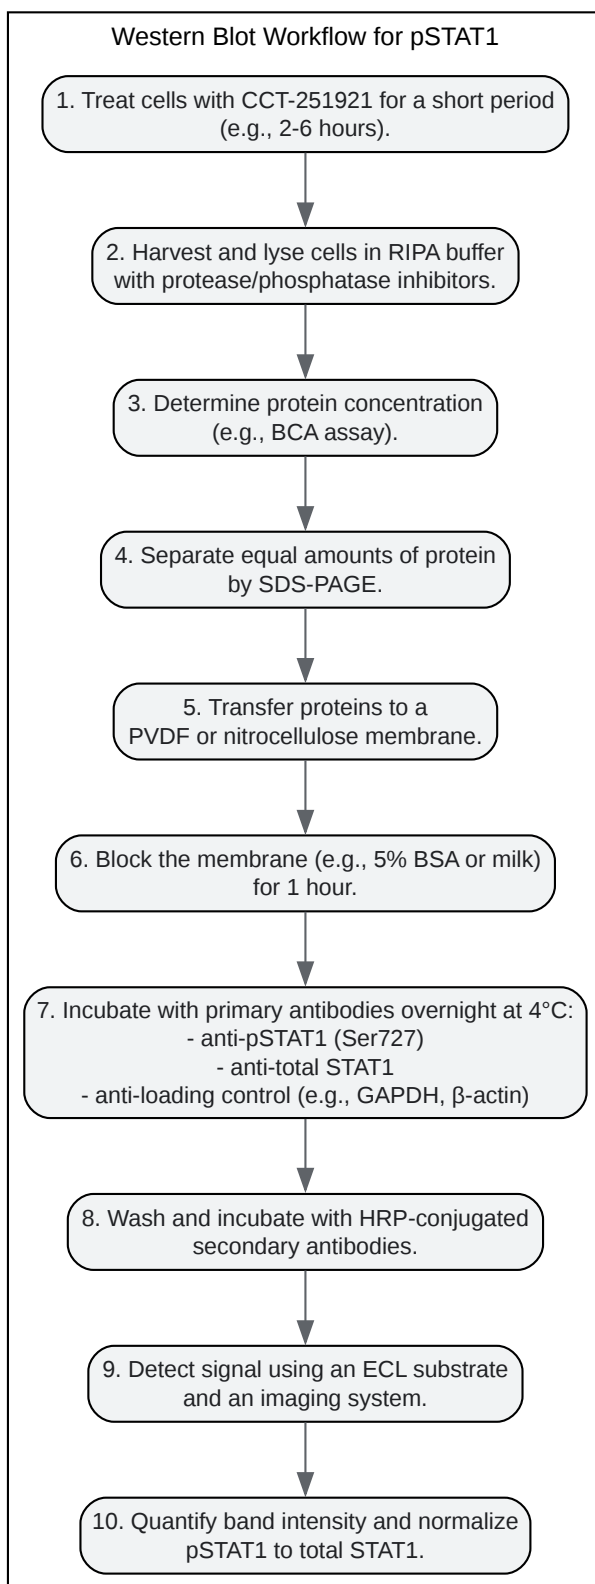 Western Blot Workflow for pSTAT1
1. Treat cells with CCT-251921 for a short period
(e.g., 2-6 hours).
2. Harvest and lyse cells in RIPA buffer
with protease/phosphatase inhibitors.
3. Determine protein concentration
(e.g., BCA assay).
4. Separate equal amounts of protein
by SDS-PAGE.
5. Transfer proteins to a
PVDF or nitrocellulose membrane.
6. Block the membrane (e.g., 5% BSA or milk)
for 1 hour.
7. Incubate with primary antibodies overnight at 4°C:
- anti-pSTAT1 (Ser727)
- anti-total STAT1
- anti-loading control (e.g., GAPDH, β-actin)
8. Wash and incubate with HRP-conjugated
secondary antibodies.
9. Detect signal using an ECL substrate
and an imaging system.
10. Quantify band intensity and normalize
pSTAT1 to total STAT1.